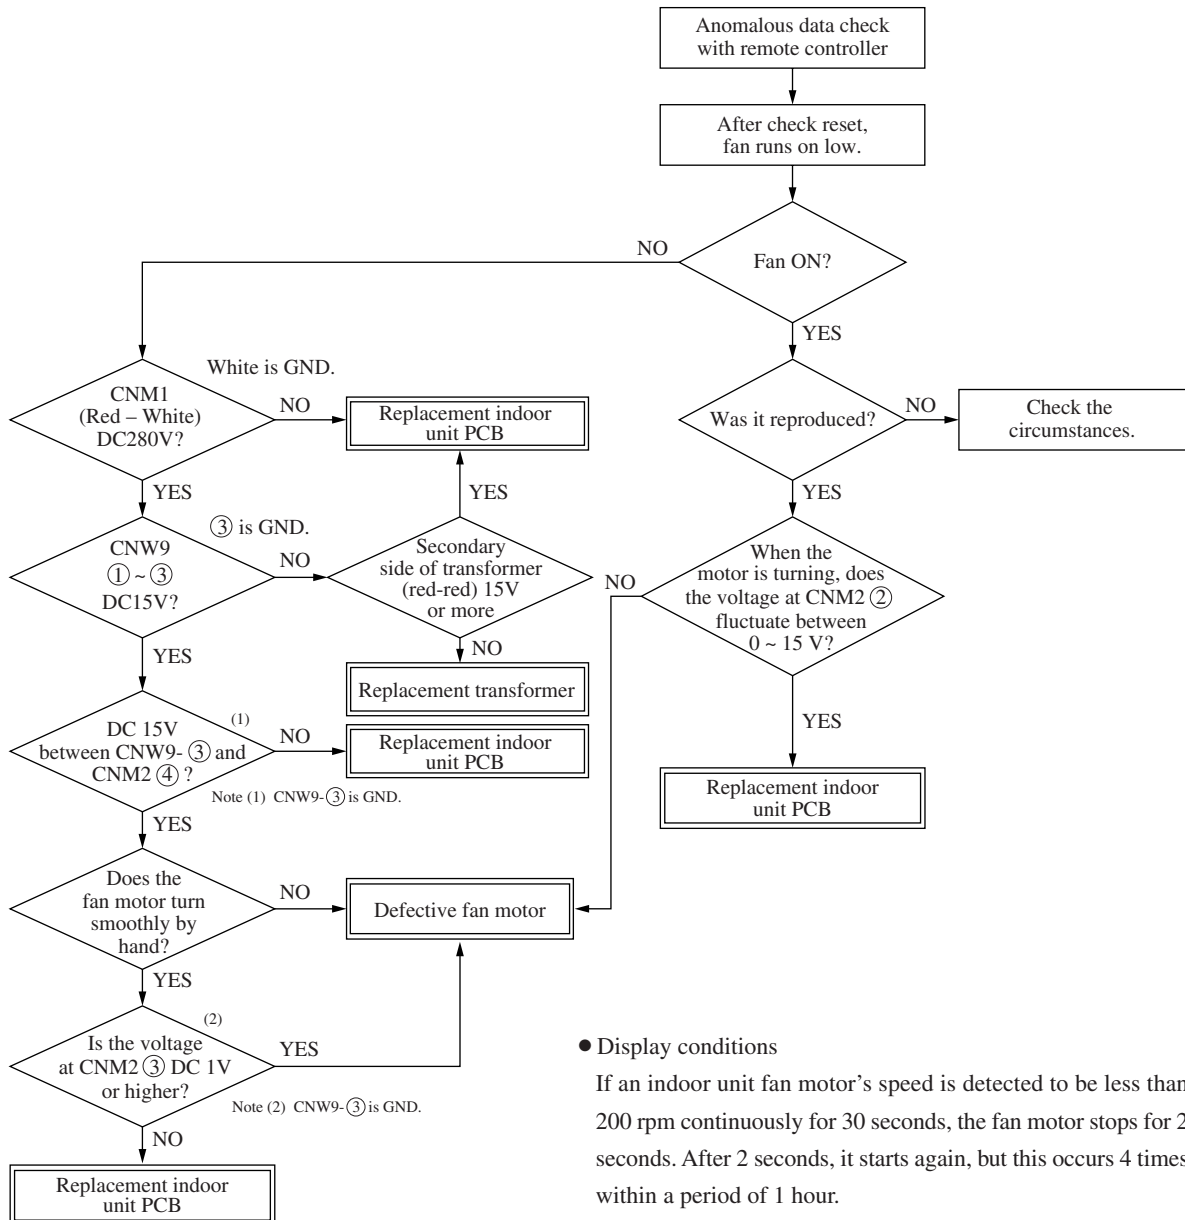 Anomalous data check
with remote controller
After check reset,
fan runs on low.
NO
Fan ON?
YES
White is GND.
CNM1
(Red – White)
DC280V?
NO
Replacement indoor
unit PCB
Was it reproduced?
NO
Check the
circumstances.
YES
YES
YES
③ is GND.
CNW9
① ~ ③
DC15V?
NO
Secondary
side of transformer
(red-red) 15V
or more
NO
When the
motor is turning, does
the voltage at CNM2 ②
fluctuate between
0 ~ 15 V?
YES
NO
Replacement transformer
YES
DC 15V
between CNW9- ③ and
CNM2 ④ ?
(1)
NO
Replacement indoor
unit PCB
Note (1) CNW9-③ is GND.
Replacement indoor
unit PCB
YES
Does the
fan motor turn
smoothly by
hand?
NO
Defective fan motor
YES
(2)
Is the voltage
at CNM2 ③ DC 1V
or higher?
YES
Note (2) CNW9-③ is GND.
NO
Replacement indoor
unit PCB
● Display conditions
If an indoor unit fan motor's speed is detected to be less than
200 rpm continuously for 30 seconds, the fan motor stops for 2
seconds. After 2 seconds, it starts again, but this occurs 4 times
within a period of 1 hour.